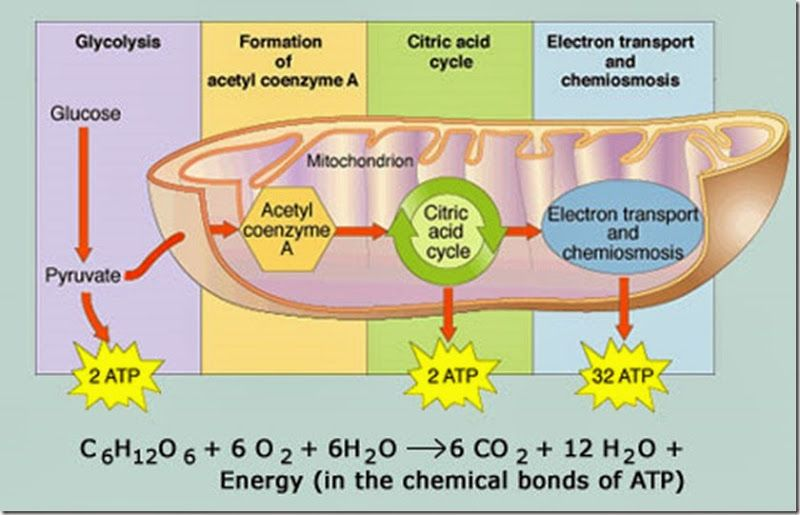 Glycolysis
Formation
of
acetyl coenzyme A
Citric acid
cycle
Electron transport
and
chemiosmosis
Glucose
Mitochondrion
Acetyl
coenzyme
A
Citric
acid
cycle
Electron transport
and
chemiosmosis
Pyruvate
2 ATP
2 ATP
32 ATP
C6H12O6 + 6 O2 + 6H2O ⟶6 CO2 + 12 H2O +
Energy (in the chemical bonds of ATP)